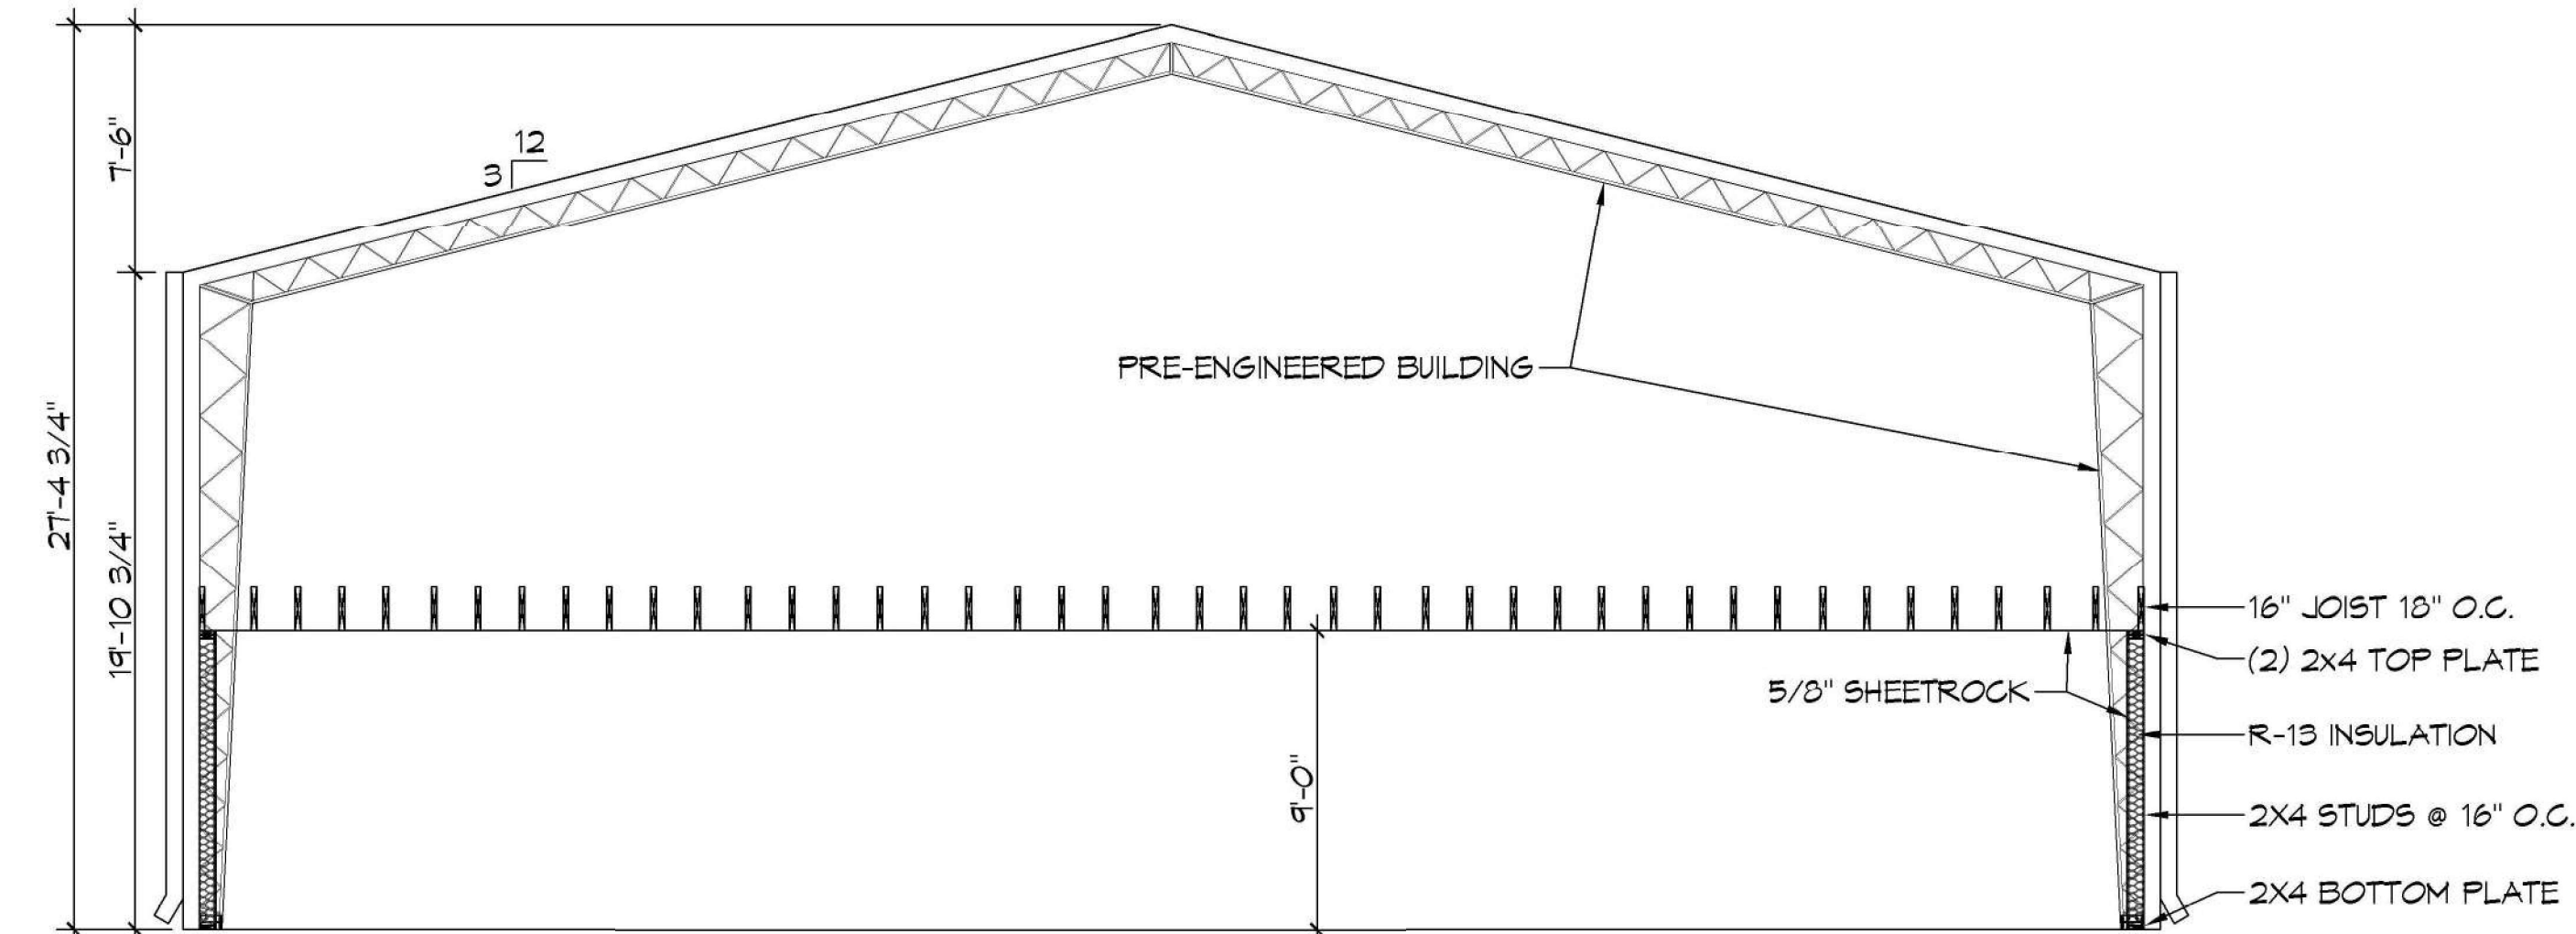 12
3
7'-6"
27'-4 3/4"
19'-10 3/4"
PRE-ENGINEERED BUILDING
16" JOIST 18" O.C.
(2) 2x4 TOP PLATE
5/8" SHEETROCK
R-13 INSULATION
9'-0"
2X4 STUDS @ 16" O.C.
2X4 BOTTOM PLATE